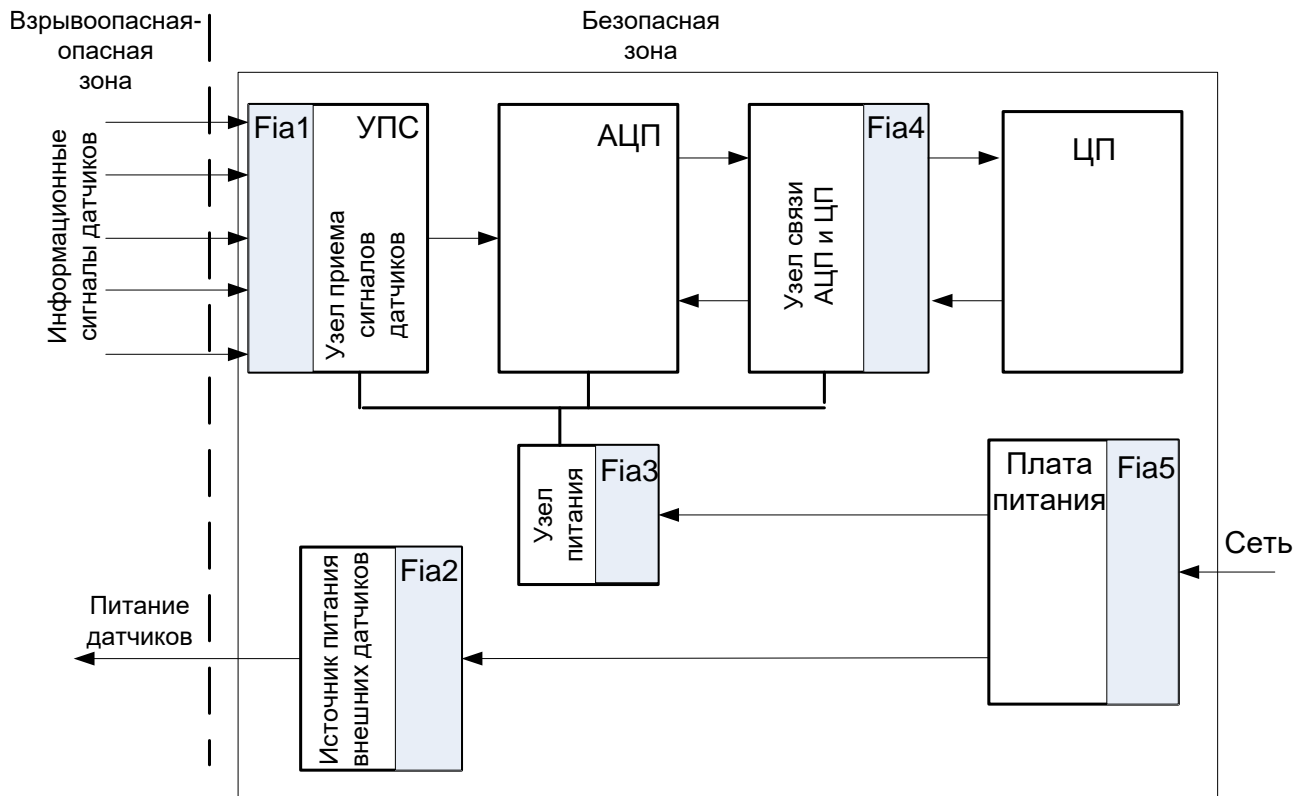 Взрывоопасная-
опасная
зона
Безопасная
зона
Информационные
сигналы датчиков
Fia1
УПС
Узел приема
сигналов
датчиков
АЦП
Узел связи
АЦП и ЦП
Fia4
ЦП
Узел
питания
Fia3
Плата
питания
Fia5
Сеть
Питание
датчиков
Источник питания
внешних датчиков
Fia2